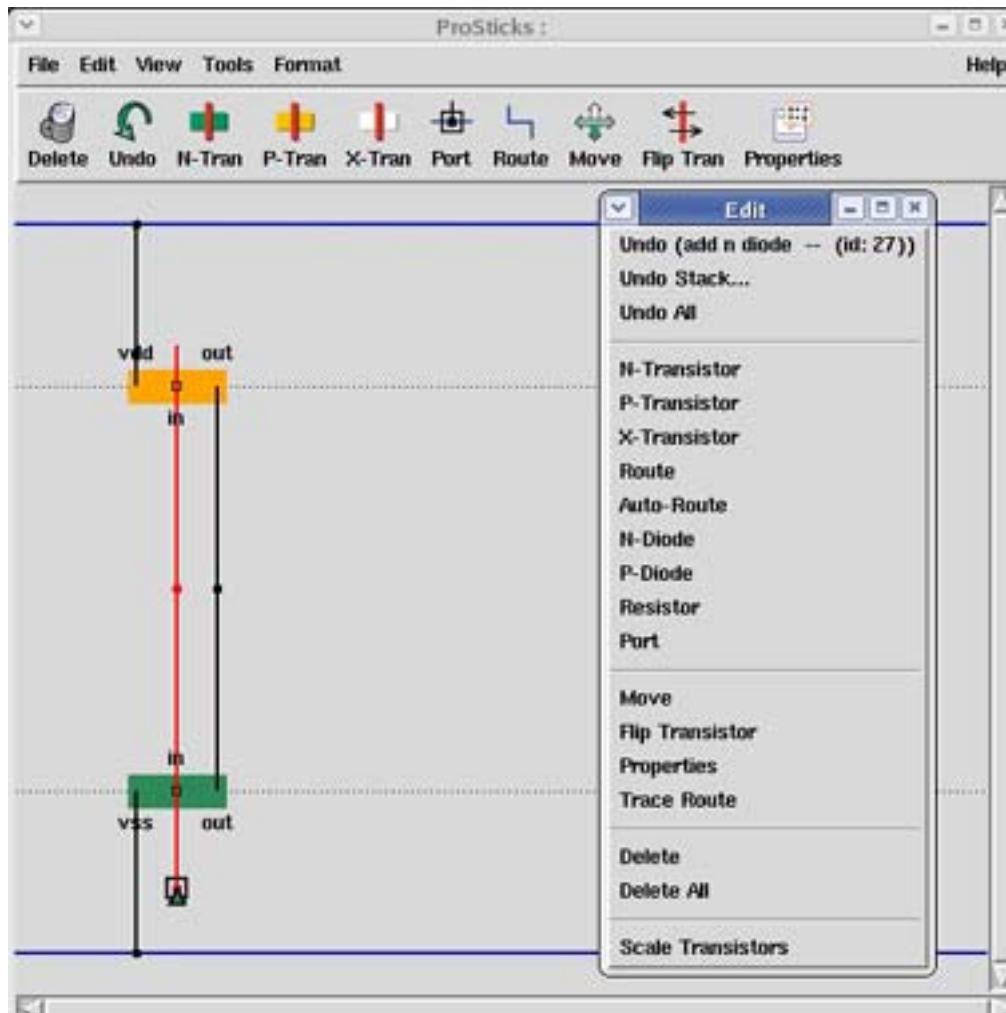 ProSticks :
File Edit View Tools Format Help
Delete Undo N-Tran P-Tran X-Tran Port Route Move Flip Tran Properties
Edit
Undo (add n diode -- (id: 27))
Undo Stack...
Undo All
N-Transistor
P-Transistor
X-Transistor
Route
Auto-Route
N-Diode
P-Diode
Resistor
Port
Move
Flip Transistor
Properties
Trace Route
Delete
Delete All
Scale Transistors
vdd out
in
in
vss out